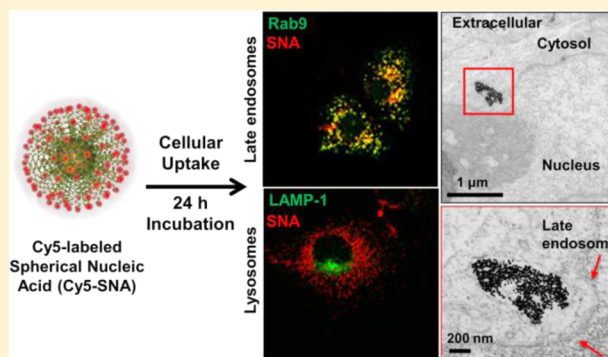 Cy5-labeled
Spherical Nucleic
Acid (Cy5-SNA)
Cellular
Uptake
24 h
Incubation
Late endosomes
Rab9
SNA
Lysosomes
LAMP-1
SNA
Extracellular
Cytosol
Nucleus
1 µm
Late
endosome
200 nm